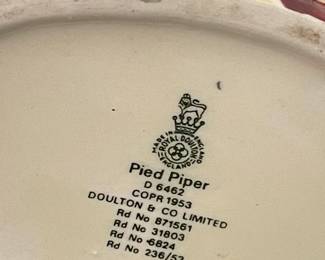 MADE IN ENGLAND
ROYAL DOULTON
ENGLAND
Pied Piper
D 6462
COPR 1953
DOULTON & CO LIMITED
Rd No 871561
Rd No 31803
Rd No 6824
Rd No 236/53